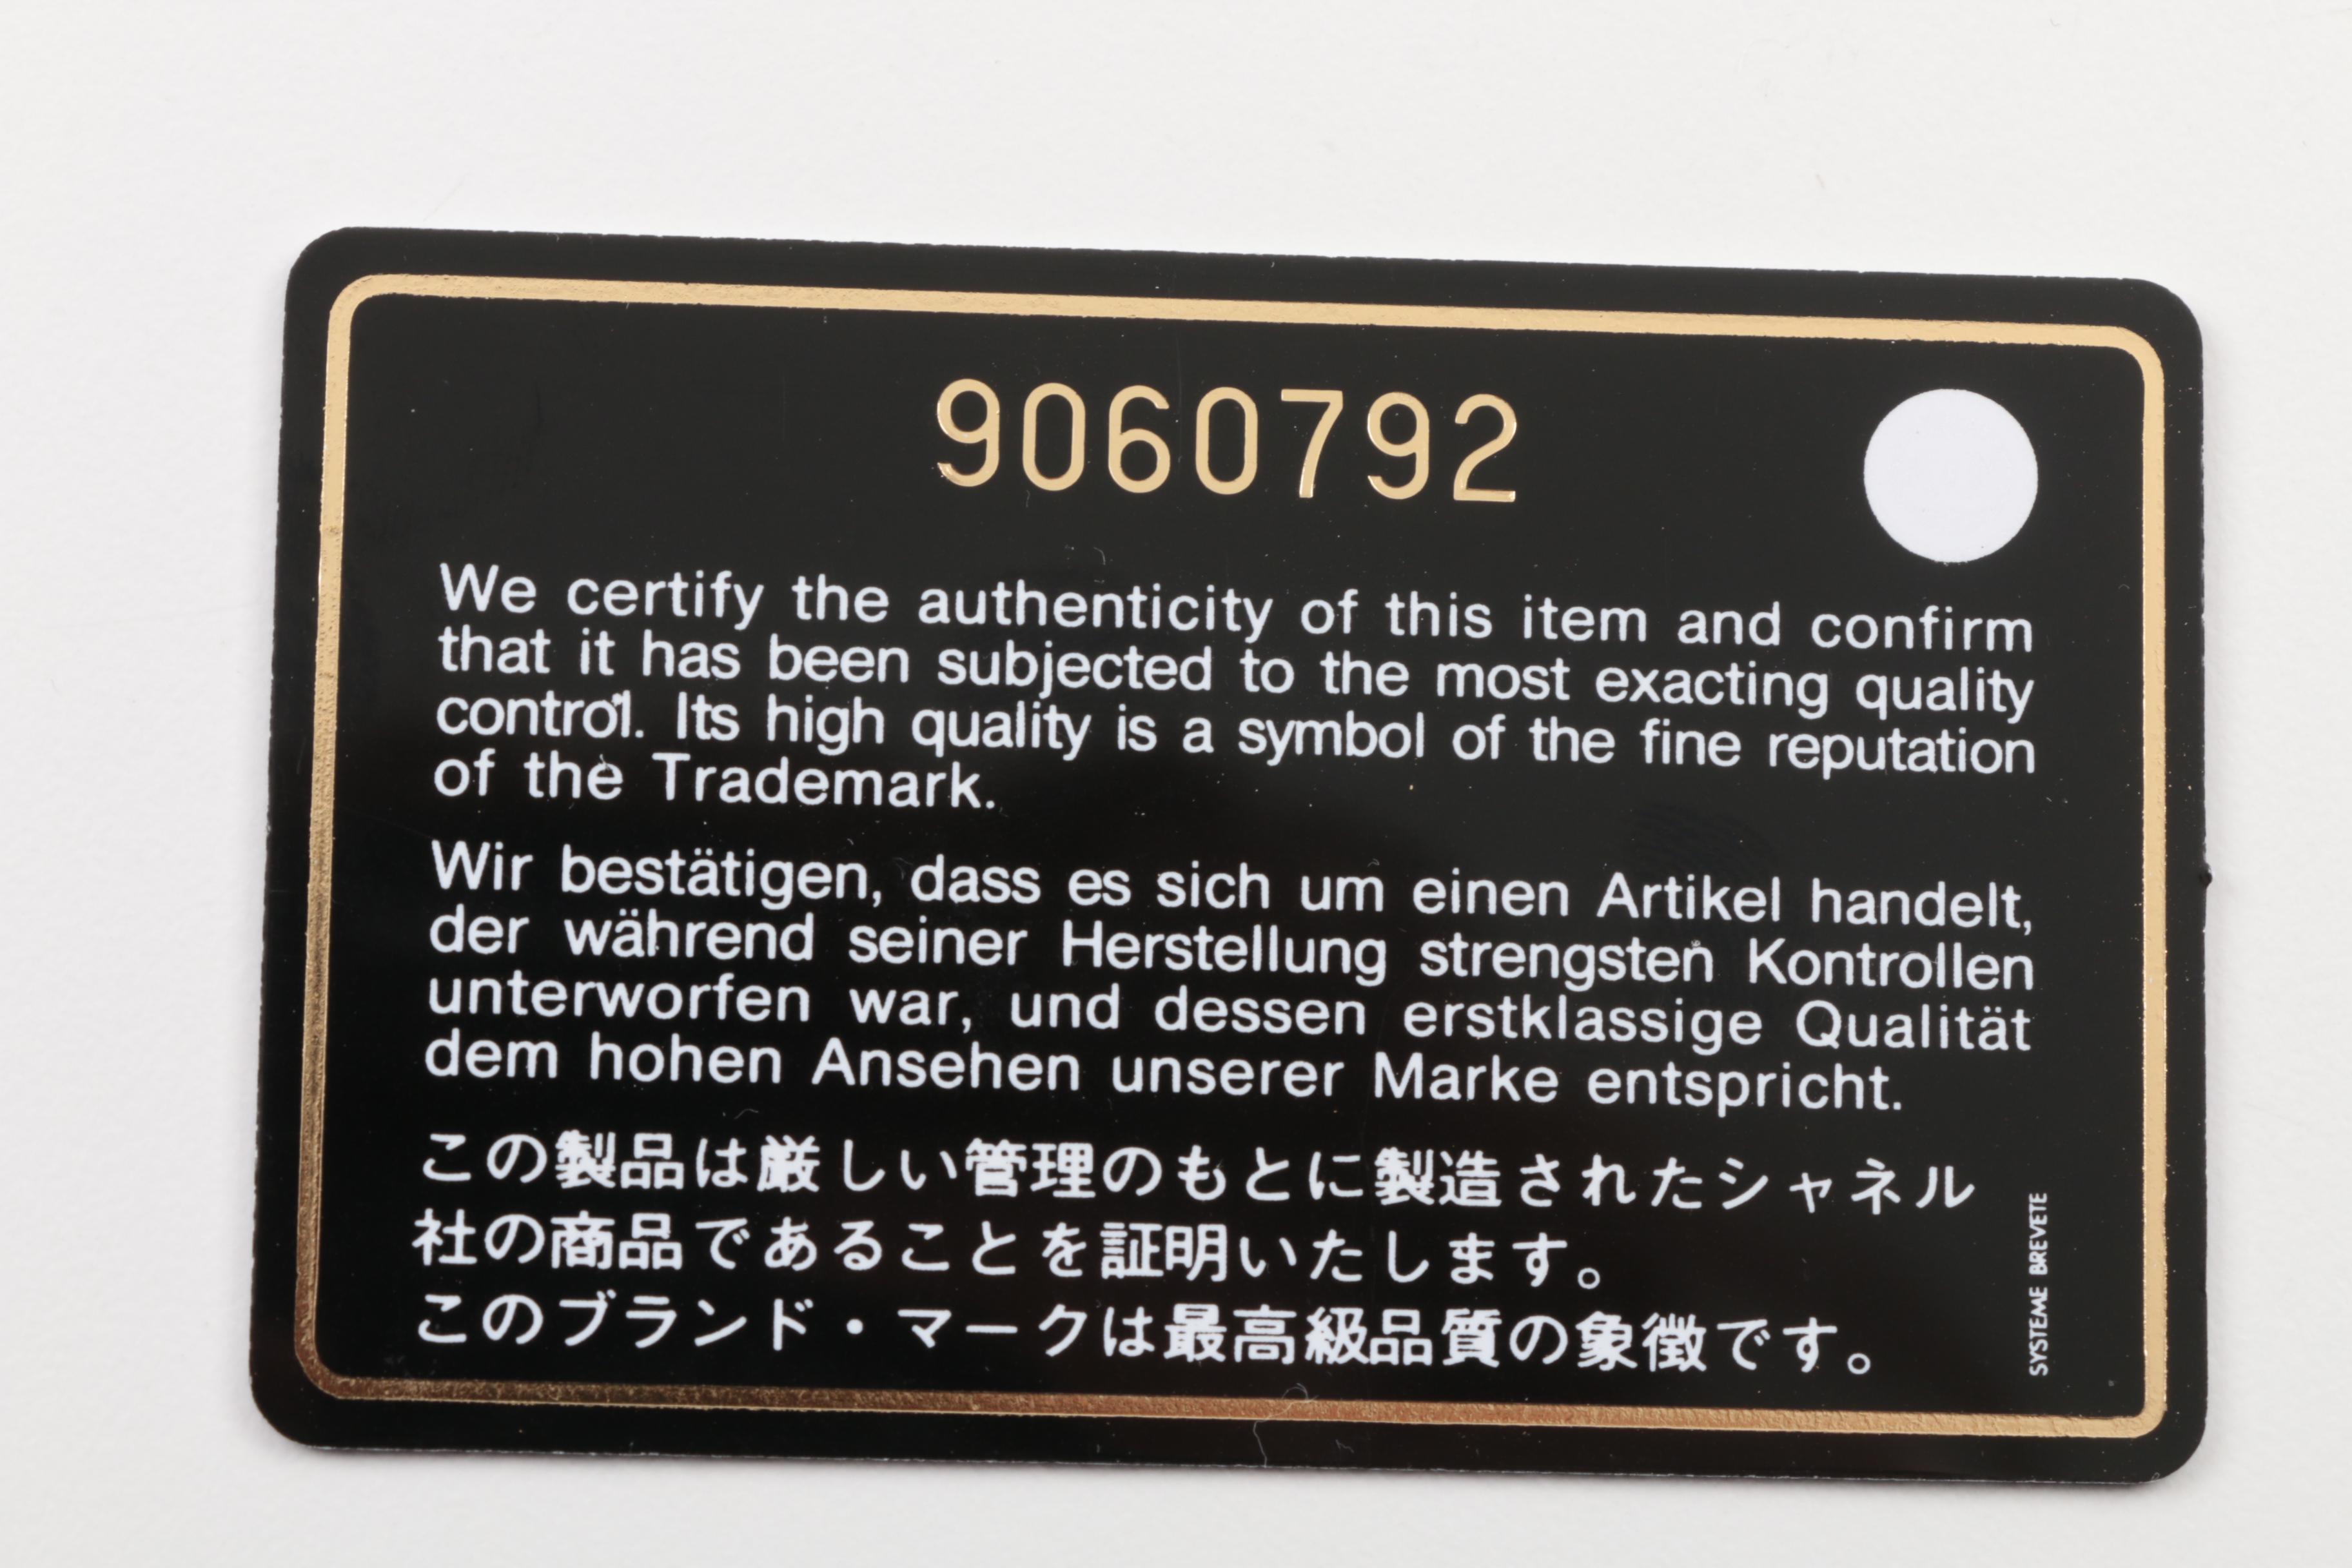 9060792
We certify the authenticity of this item and confirm
that it has been subjected to the most exacting quality
control. Its high quality is a symbol of the fine reputation
of the Trademark.
Wir bestätigen, dass es sich um einen Artikel handelt,
der während seiner Herstellung strengsten Kontrollen
unterworfen war, und dessen erstklassige Qualität
dem hohen Ansehen unserer Marke entspricht.
この製品は厳しい管理のもとに製造されたシャネル
社の商品であることを証明いたします。
このブランド・マークは最高級品質の象徴です。
SYSTEME BREVETE